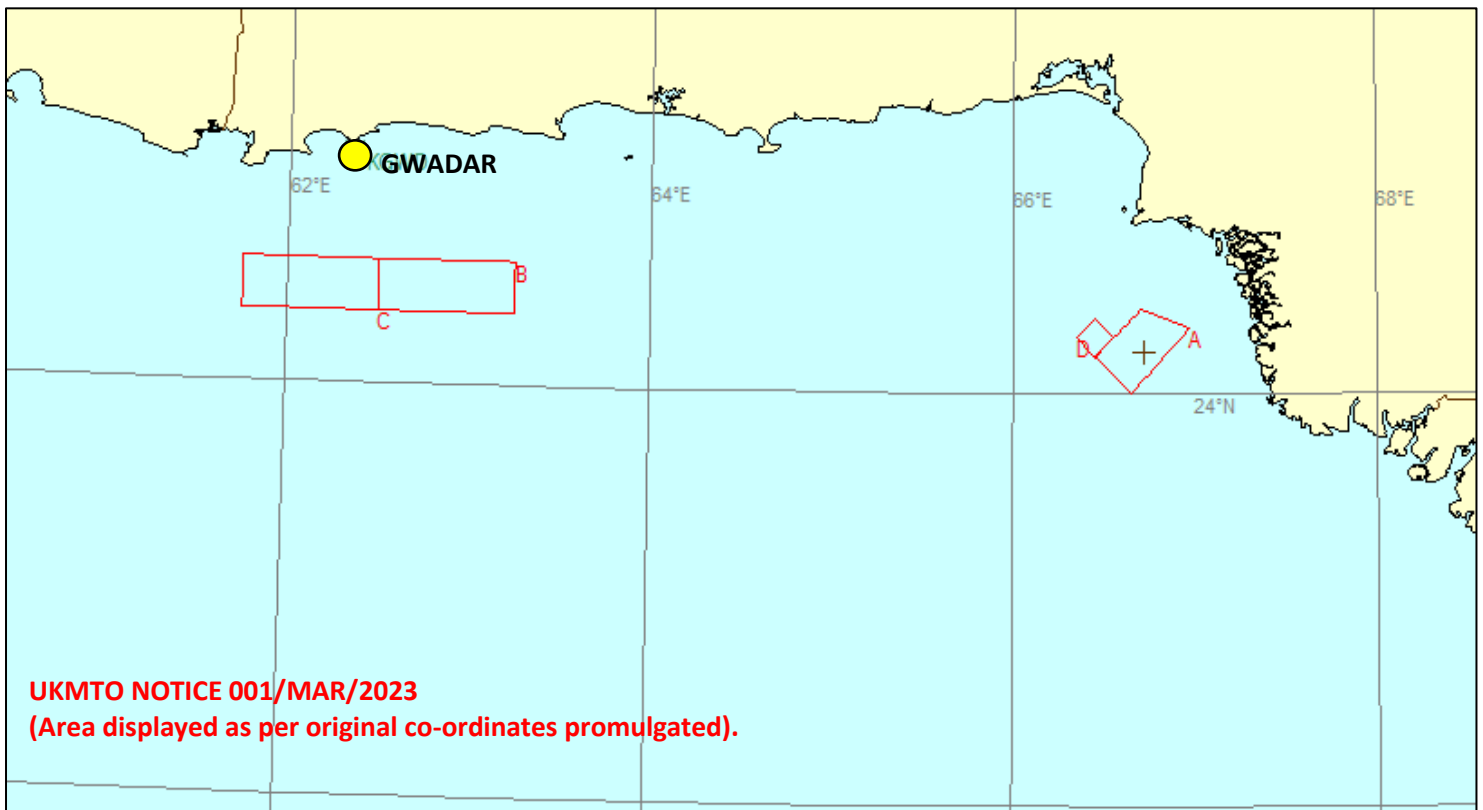 GWADAR
62°E
64°E
66°E
68°E
B
C
D
A
24°N
UKMTO NOTICE 001/MAR/2023
(Area displayed as per original co-ordinates promulgated).